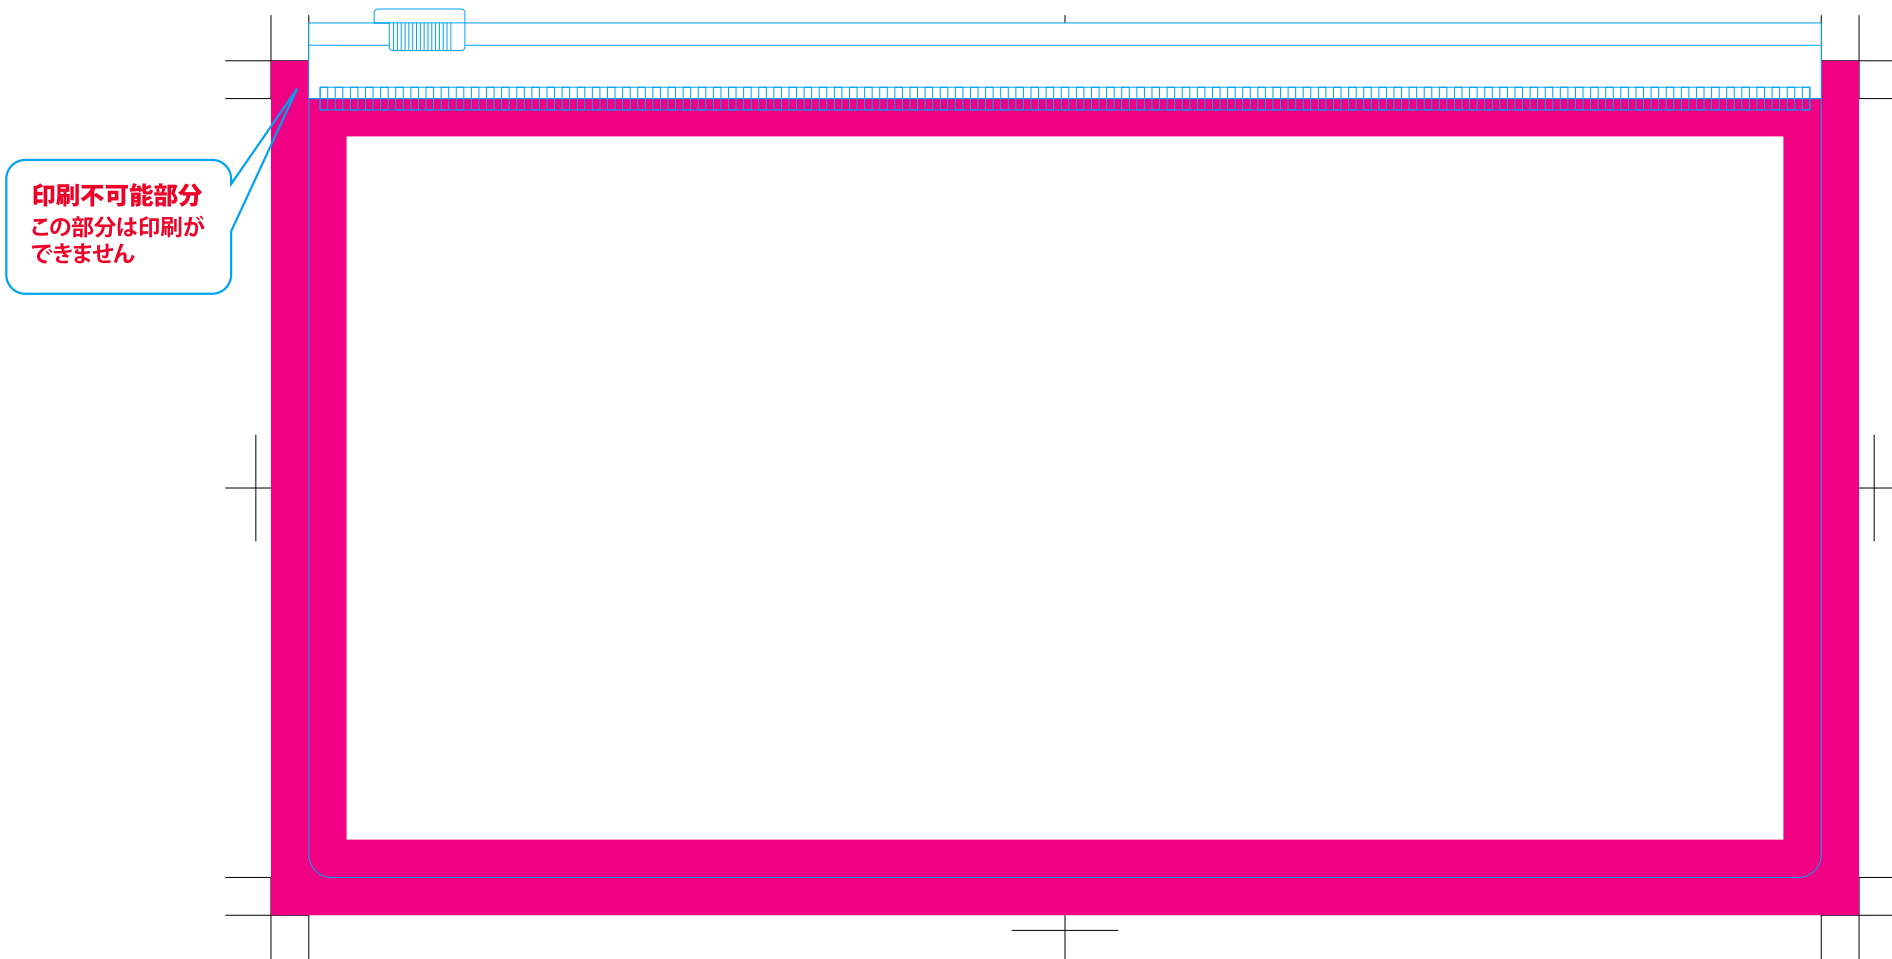 印刷不可能部分
この部分は印刷が
できません